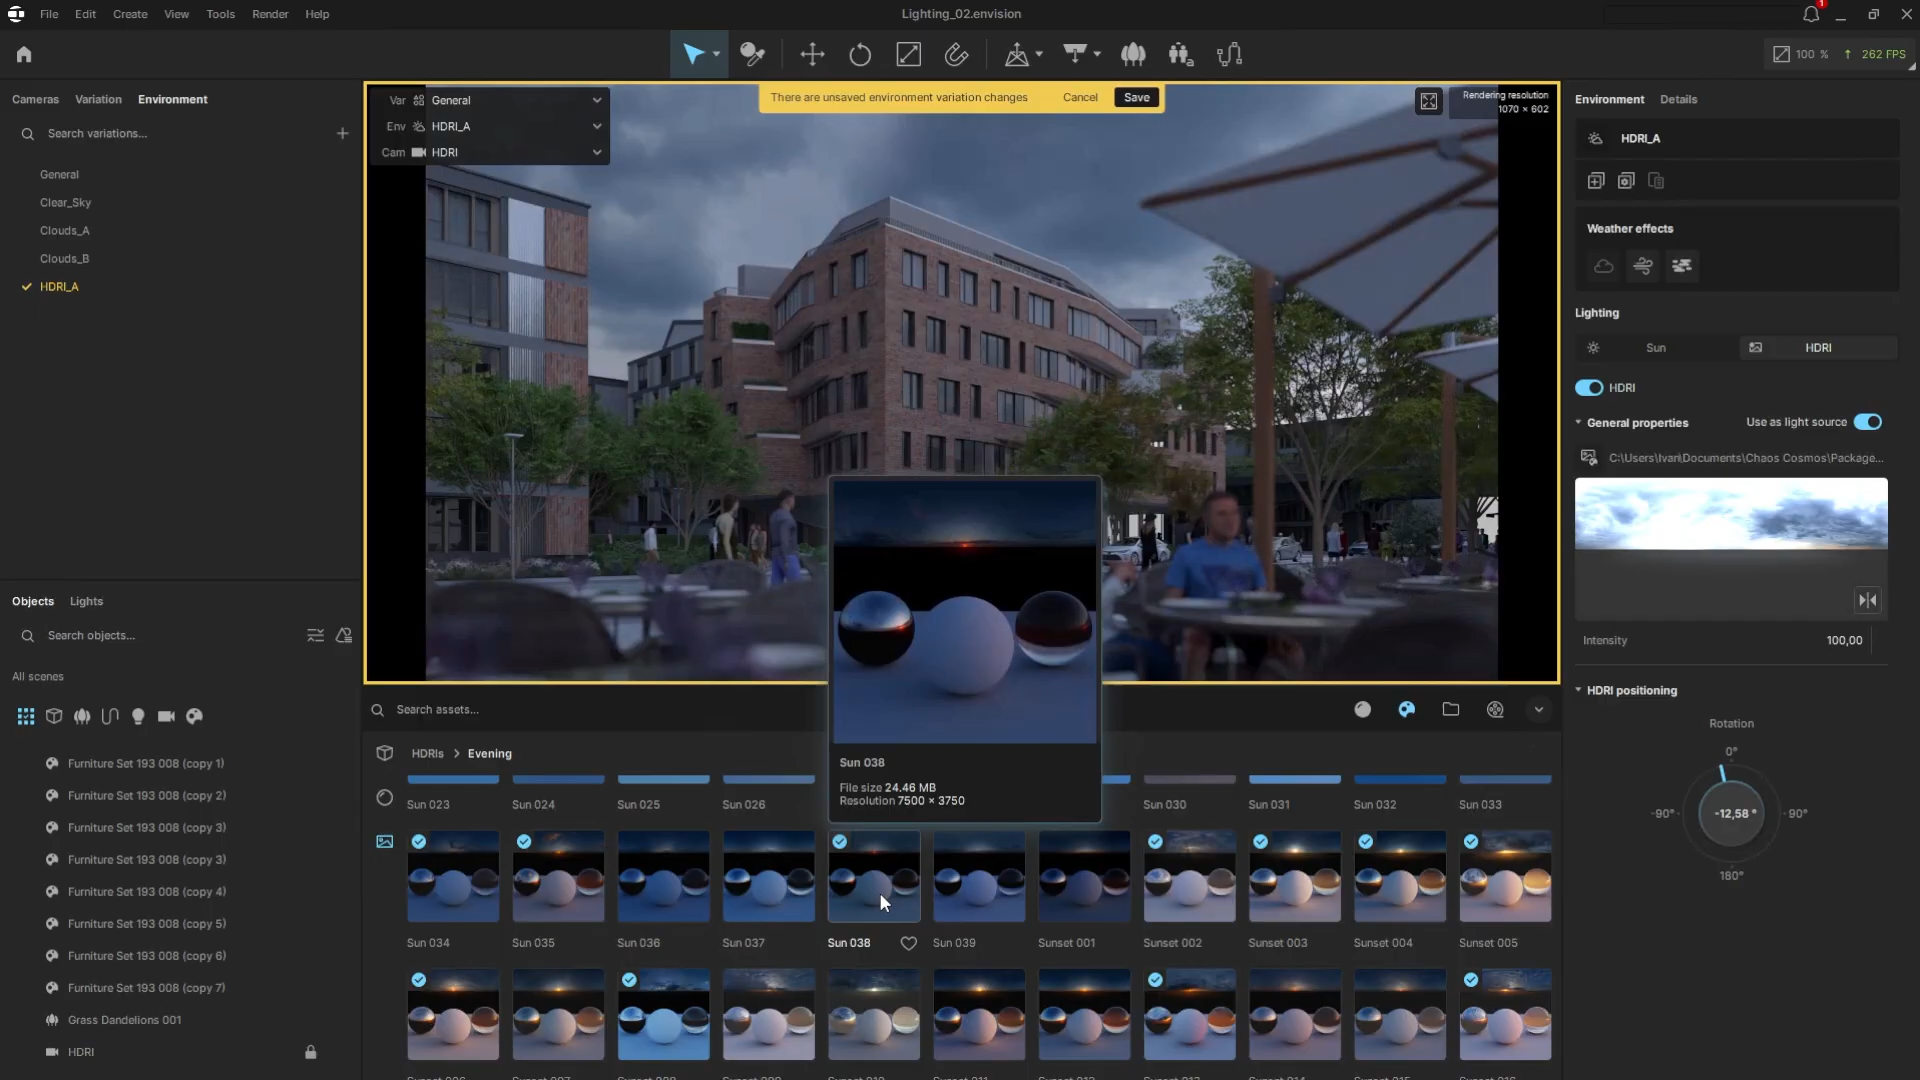 File Edit Create View Tools Render Help
Lighting_02.envision
1
100 % ↑ 262 FPS
Cameras Variation Environment
Search variations...
General
Clear_Sky
Clouds_A
Clouds_B
HDRI_A
Var General
Env HDRI_A
Cam HDRI
There are unsaved environment variation changes Cancel Save
Rendering resolution
1070 × 602
Environment Details
HDRI_A
Weather effects
Lighting
Sun HDRI
HDRI
General properties Use as light source
C:\Users\Ivan\Documents\Chaos Cosmos\Package...
Intensity 100,00
HDRI positioning
Rotation
0°
-90° -12,58 ° 90°
180°
Objects Lights
Search objects...
All scenes
Furniture Set 193 008 (copy 1)
Furniture Set 193 008 (copy 2)
Furniture Set 193 008 (copy 3)
Furniture Set 193 008 (copy 3)
Furniture Set 193 008 (copy 4)
Furniture Set 193 008 (copy 5)
Furniture Set 193 008 (copy 6)
Furniture Set 193 008 (copy 7)
Grass Dandelions 001
HDRI
Search assets...
HDRIs > Evening
Sun 038
File size 24.46 MB
Resolution 7500 × 3750
Sun 023 Sun 024 Sun 025 Sun 026 Sun 030 Sun 031 Sun 032 Sun 033
Sun 034 Sun 035 Sun 036 Sun 037 Sun 038 Sun 039 Sunset 001 Sunset 002 Sunset 003 Sunset 004 Sunset 005